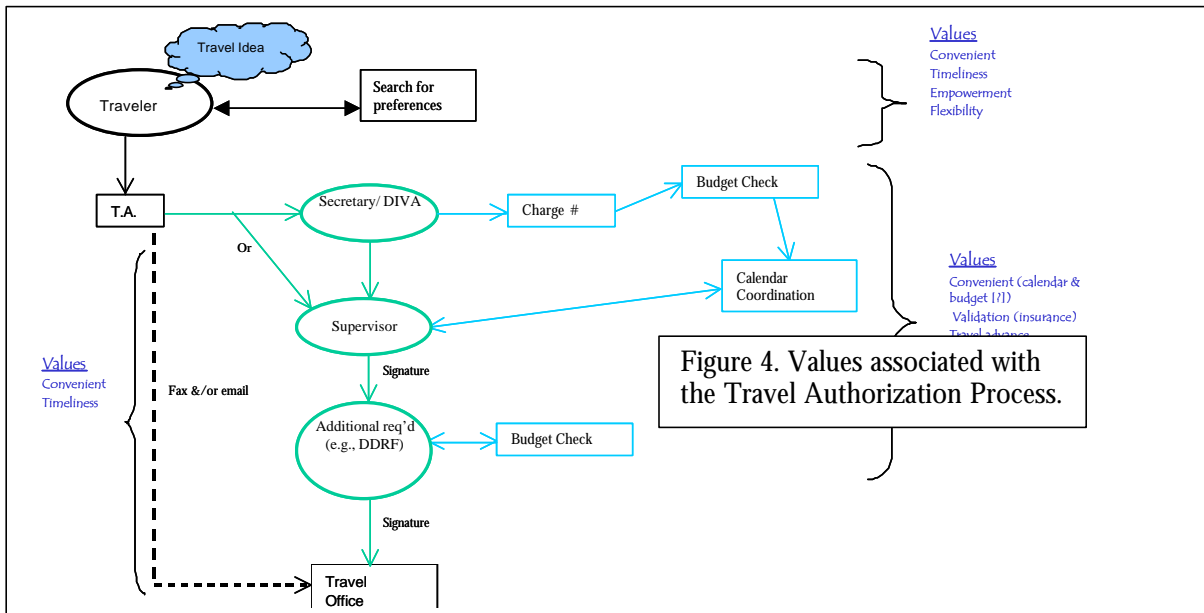 Travel Idea
Values
Convenient
Timeliness
Empowerment
Flexibility
Traveler
Search for
preferences
T.A.
Secretary/ DIVA
Charge #
Budget Check
Or
Calendar
Coordination
Values
Convenient (calendar &
budget [?])
Validation (insurance)
Travel advance
Supervisor
Figure 4. Values associated with
the Travel Authorization Process.
Values
Convenient
Timeliness
Fax &/or email
Signature
Additional req'd
(e.g., DDRF)
Budget Check
Signature
Travel
Office